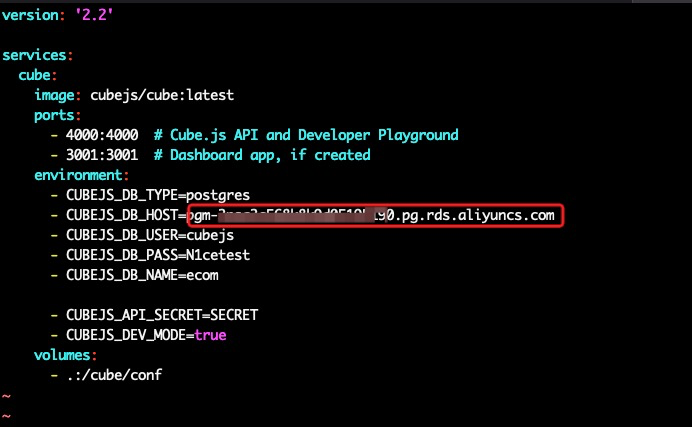 version: '2.2'
services:
  cube:
    image: cubejs/cube:latest
    ports:
      - 4000:4000  # Cube.js API and Developer Playground
      - 3001:3001  # Dashboard app, if created
    environment:
      - CUBEJS_DB_TYPE=postgres
      - CUBEJS_DB_HOST=pgm-90.pg.rds.aliyuncs.com
      - CUBEJS_DB_USER=cubejs
      - CUBEJS_DB_PASS=N1cetest
      - CUBEJS_DB_NAME=ecom
      - CUBEJS_API_SECRET=SECRET
      - CUBEJS_DEV_MODE=true
    volumes:
      - .:/cube/conf
~
~